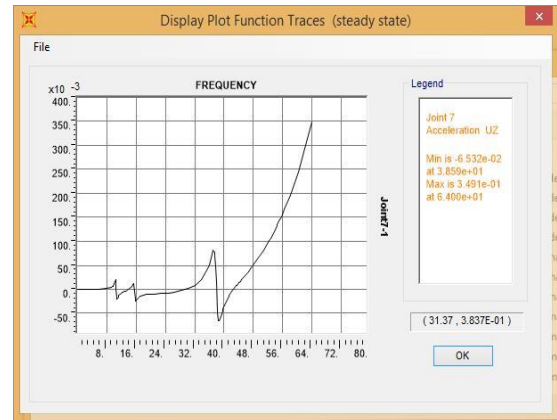 Display Plot Function Traces (steady state)
File
x10 -3
FREQUENCY
400.
350.
300.
250.
200.
150.
100.
50.
0.
-50.
8. 16. 24. 32. 40. 48. 56. 64. 72. 80.
Joint7-1
Legend
Joint 7
Acceleration UZ
Min is -6.532e-02
at 3.859e+01
Max is 3.491e-01
at 6.400e+01
( 31.37 , 3.837E-01 )
OK